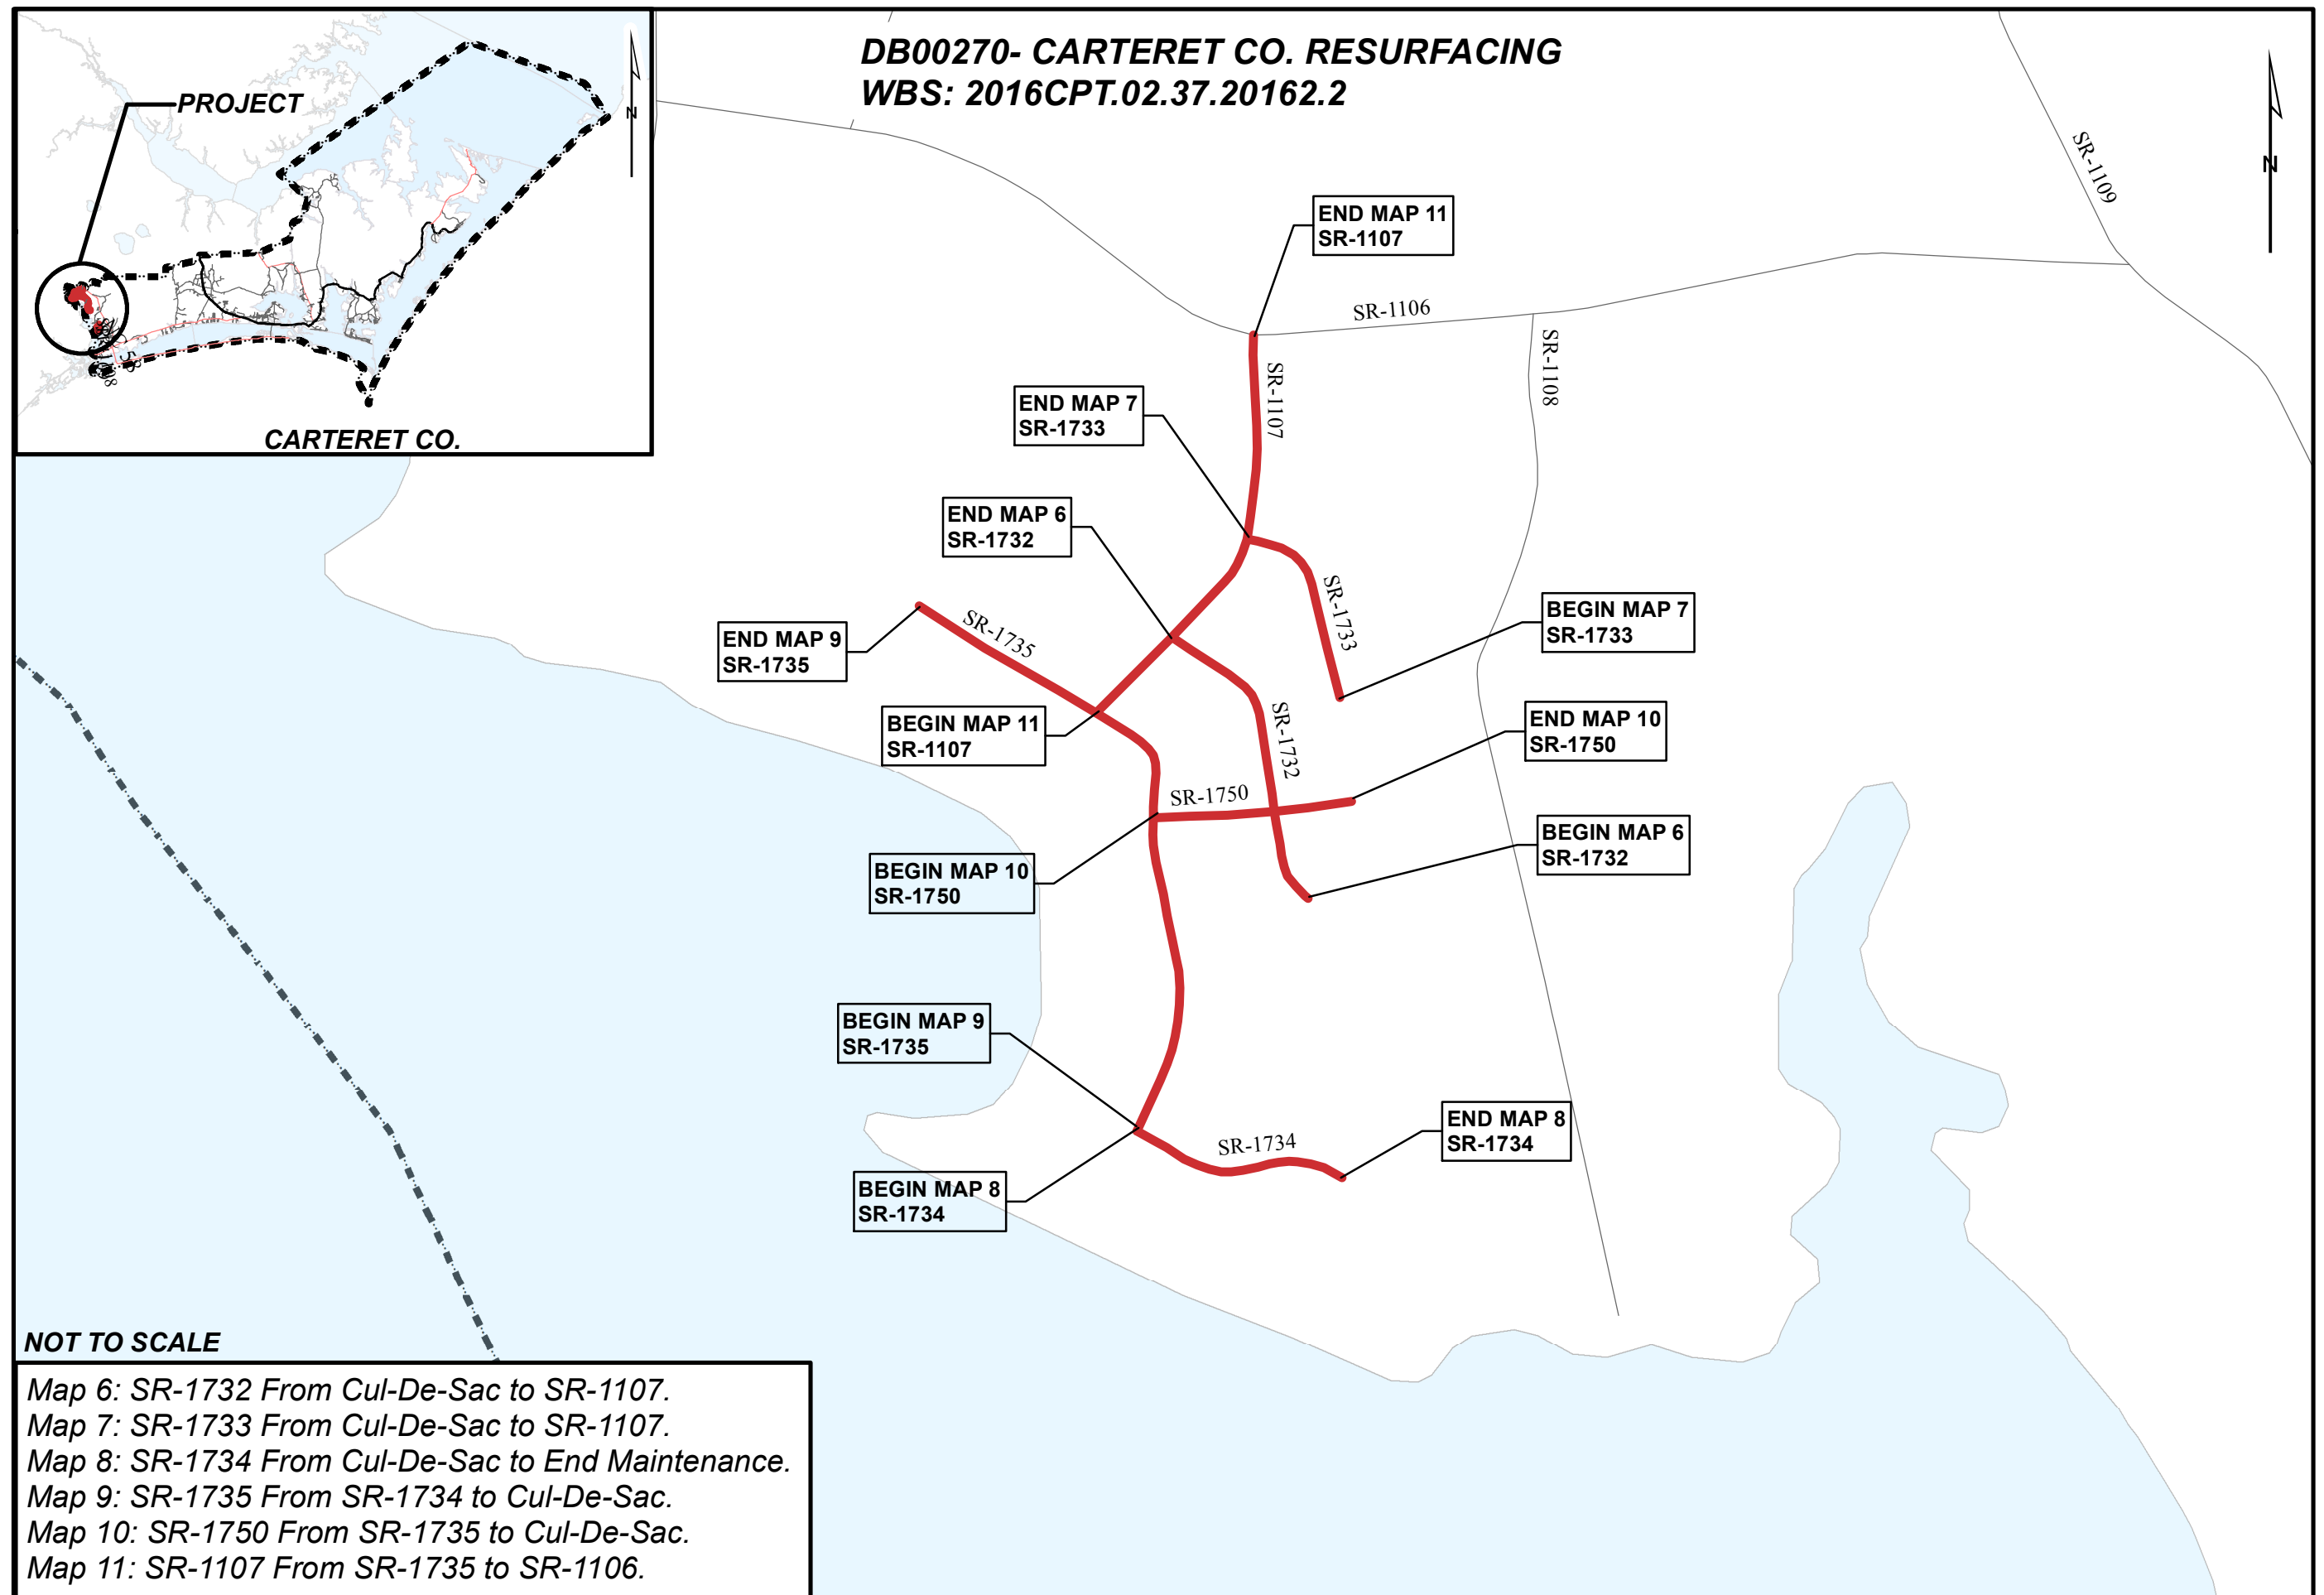 DB00270- CARTERET CO. RESURFACING
WBS: 2016CPT.02.37.20162.2
PROJECT
N
CARTERET CO.
N
SR-1109
END MAP 11
SR-1107
SR-1106
SR-1108
SR-1107
END MAP 7
SR-1733
END MAP 6
SR-1732
SR-1733
BEGIN MAP 7
SR-1733
SR-1735
END MAP 9
SR-1735
BEGIN MAP 11
SR-1107
SR-1732
END MAP 10
SR-1750
SR-1750
BEGIN MAP 6
SR-1732
BEGIN MAP 10
SR-1750
BEGIN MAP 9
SR-1735
END MAP 8
SR-1734
SR-1734
BEGIN MAP 8
SR-1734
NOT TO SCALE
Map 6: SR-1732 From Cul-De-Sac to SR-1107.
Map 7: SR-1733 From Cul-De-Sac to SR-1107.
Map 8: SR-1734 From Cul-De-Sac to End Maintenance.
Map 9: SR-1735 From SR-1734 to Cul-De-Sac.
Map 10: SR-1750 From SR-1735 to Cul-De-Sac.
Map 11: SR-1107 From SR-1735 to SR-1106.